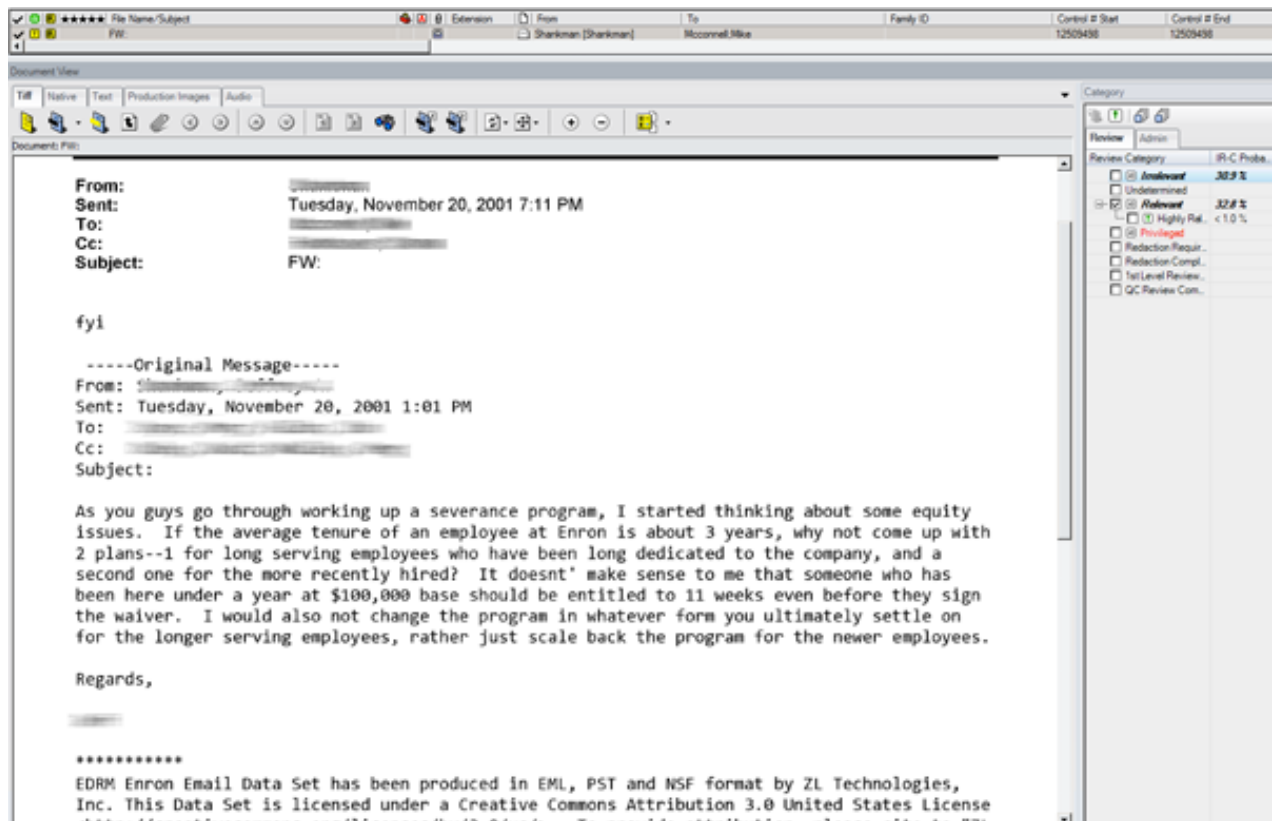 File Name/Subject Extension From To Family ID Control # Start Control # End
FW: Shankman [Shankman] Mcconnell,Mike 12509498 12509498
Document View
Tiff Native Text Production Images Audio
Category
Document: FW:
Review Admin
Review Category IR-C Proba...
Irrelevant 30.9 %
Undetermined
Relevant 32.8 %
Highly Rel.. < 1.0 %
Privileged
Redaction Requir...
Redaction Compl...
1st Level Review...
QC Review Com...
From:
Sent: Tuesday, November 20, 2001 7:11 PM
To:
Cc:
Subject: FW:
fyi
-----Original Message-----
From:
Sent: Tuesday, November 20, 2001 1:01 PM
To:
Cc:
Subject:
As you guys go through working up a severance program, I started thinking about some equity
issues. If the average tenure of an employee at Enron is about 3 years, why not come up with
2 plans--1 for long serving employees who have been long dedicated to the company, and a
second one for the more recently hired? It doesnt' make sense to me that someone who has
been here under a year at $100,000 base should be entitled to 11 weeks even before they sign
the waiver. I would also not change the program in whatever form you ultimately settle on
for the longer serving employees, rather just scale back the program for the newer employees.
Regards,
***********
EDRM Enron Email Data Set has been produced in EML, PST and NSF format by ZL Technologies,
Inc. This Data Set is licensed under a Creative Commons Attribution 3.0 United States License